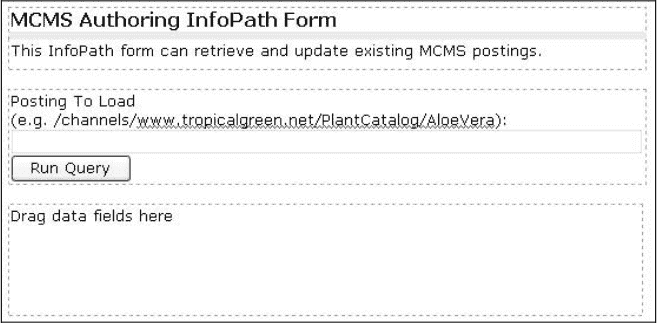 MCMS Authoring InfoPath Form
This InfoPath form can retrieve and update existing MCMS postings.
Posting To Load
(e.g. /channels/www.tropicalgreen.net/PlantCatalog/AloeVera):
Run Query
Drag data fields here